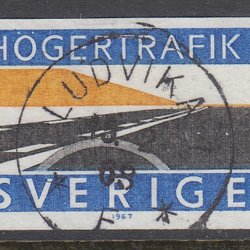 HÖGERTRAFIK
LUDVIKA
SVERIGE
1967